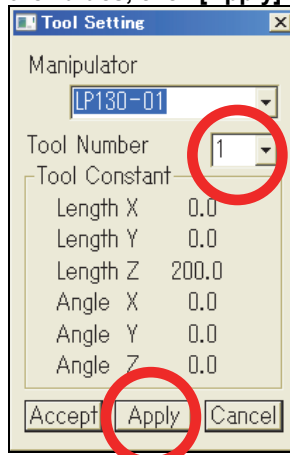 Tool Setting
Manipulator
LP130-01
Tool Number 1
Tool Constant
Length X 0.0
Length Y 0.0
Length Z 200.0
Angle X 0.0
Angle Y 0.0
Angle Z 0.0
Accept Apply Cancel